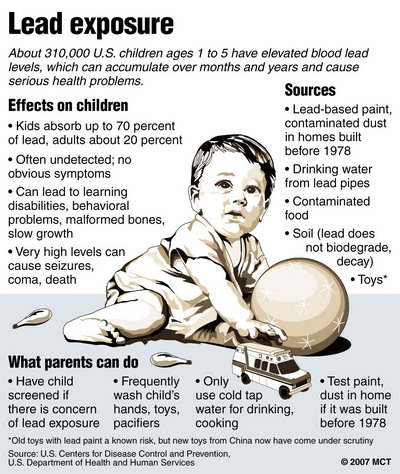 Lead exposure
About 310,000 U.S. children ages 1 to 5 have elevated blood lead
levels, which can accumulate over months and years and cause
serious health problems.
Effects on children
• Kids absorb up to 70 percent
of lead, adults about 20 percent
• Often undetected; no
obvious symptoms
• Can lead to learning
disabilities, behavioral
problems, malformed bones,
slow growth
• Very high levels can
cause seizures,
coma, death
Sources
• Lead-based paint,
contaminated dust
in homes built
before 1978
• Drinking water
from lead pipes
• Contaminated
food
• Soil (lead does
not biodegrade,
decay)
• Toys*
What parents can do
• Have child
screened if
there is concern
of lead exposure
• Frequently
wash child's
hands, toys,
pacifiers
• Only
use cold tap
water for drinking,
cooking
• Test paint,
dust in home
if it was built
before 1978
*Old toys with lead paint a known risk, but new toys from China now have come under scrutiny
Source: U.S. Centers for Disease Control and Prevention,
U.S. Department of Health and Human Services
© 2007 MCT